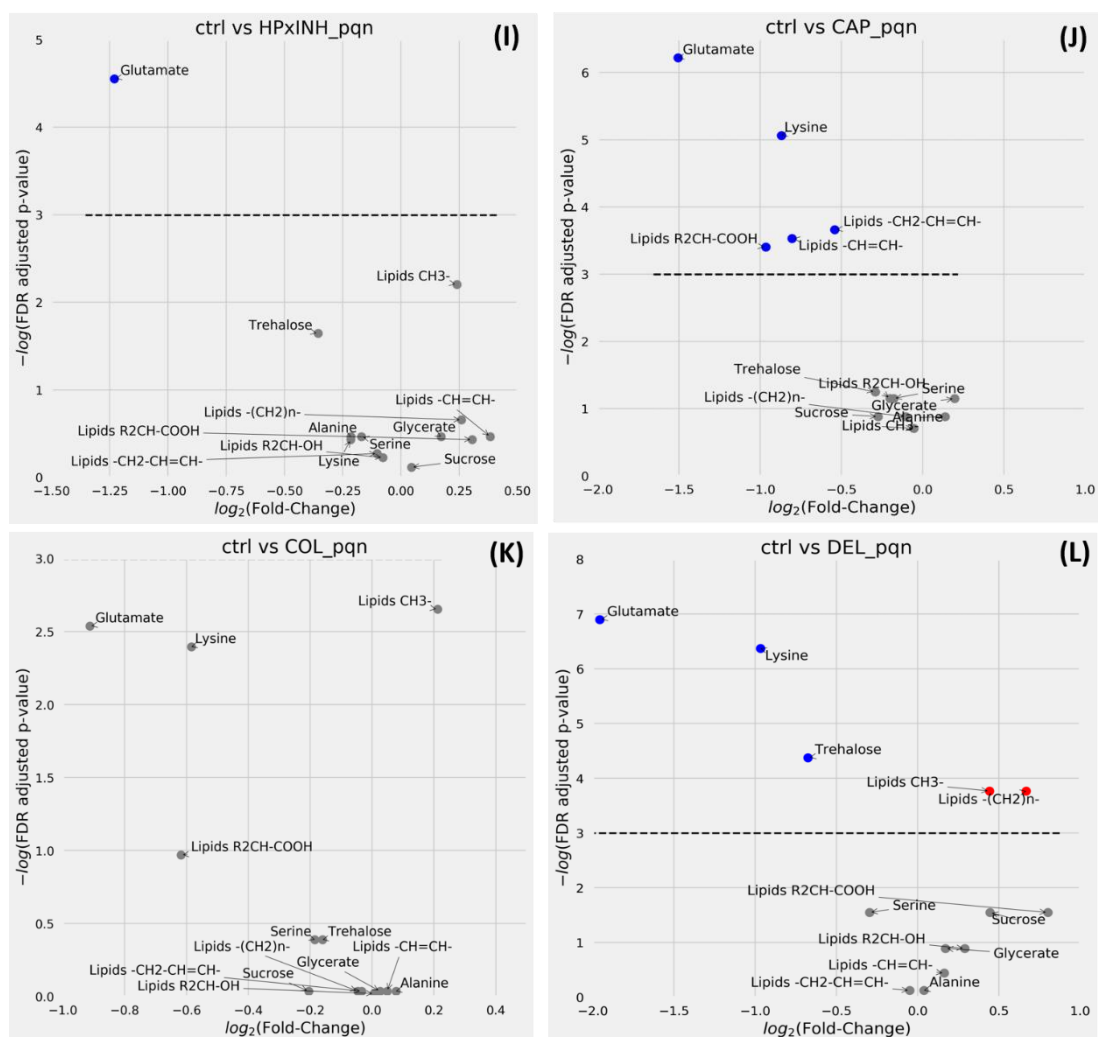 ctrl vs HPxINH_pqn
(I)
5
4
3
2
1
0
−log(FDR adjusted p-value)
Glutamate
Lipids CH3-
Trehalose
Lipids -CH=CH-
Lipids -(CH2)n-
Lipids R2CH-COOH
Alanine
Glycerate
Lipids R2CH-OH
Serine
Lipids -CH2-CH=CH-
Lysine
Sucrose
−1.50 −1.25 −1.00 −0.75 −0.50 −0.25 0.00 0.25 0.50
log2(Fold-Change)
ctrl vs CAP_pqn
(J)
6
5
4
3
2
1
0
−log(FDR adjusted p-value)
Glutamate
Lysine
Lipids -CH2-CH=CH-
Lipids R2CH-COOH
Lipids -CH=CH-
Trehalose
Lipids R2CH-OH
Serine
Lipids -(CH2)n-
Glycerate
Sucrose
Alanine
Lipids CH3-
−2.0 −1.5 −1.0 −0.5 0.0 0.5 1.0
log2(Fold-Change)
ctrl vs COL_pqn
(K)
3.0
2.5
2.0
1.5
1.0
0.5
0.0
−log(FDR adjusted p-value)
Lipids CH3-
Glutamate
Lysine
Lipids R2CH-COOH
Serine
Trehalose
Lipids -(CH2)n-
Lipids -CH=CH-
Glycerate
Lipids -CH2-CH=CH-
Sucrose
Lipids R2CH-OH
Alanine
−1.0 −0.8 −0.6 −0.4 −0.2 0.0 0.2 0.4
log2(Fold-Change)
ctrl vs DEL_pqn
(L)
8
7
6
5
4
3
2
1
0
−log(FDR adjusted p-value)
Glutamate
Lysine
Trehalose
Lipids CH3-
Lipids -(CH2)n-
Lipids R2CH-COOH
Serine
Sucrose
Lipids R2CH-OH
Glycerate
Lipids -CH=CH-
Lipids -CH2-CH=CH-
Alanine
−2.0 −1.5 −1.0 −0.5 0.0 0.5 1.0
log2(Fold-Change)